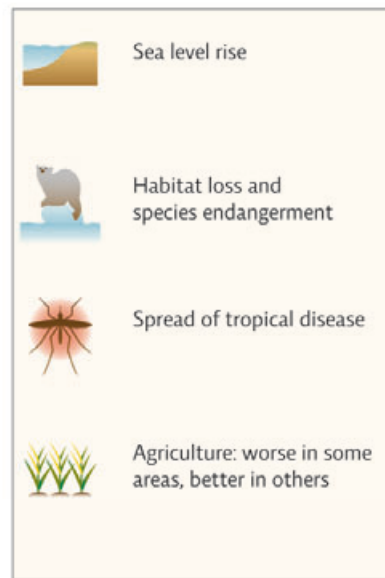 Sea level rise
Habitat loss and
species endangerment
Spread of tropical disease
Agriculture: worse in some
areas, better in others